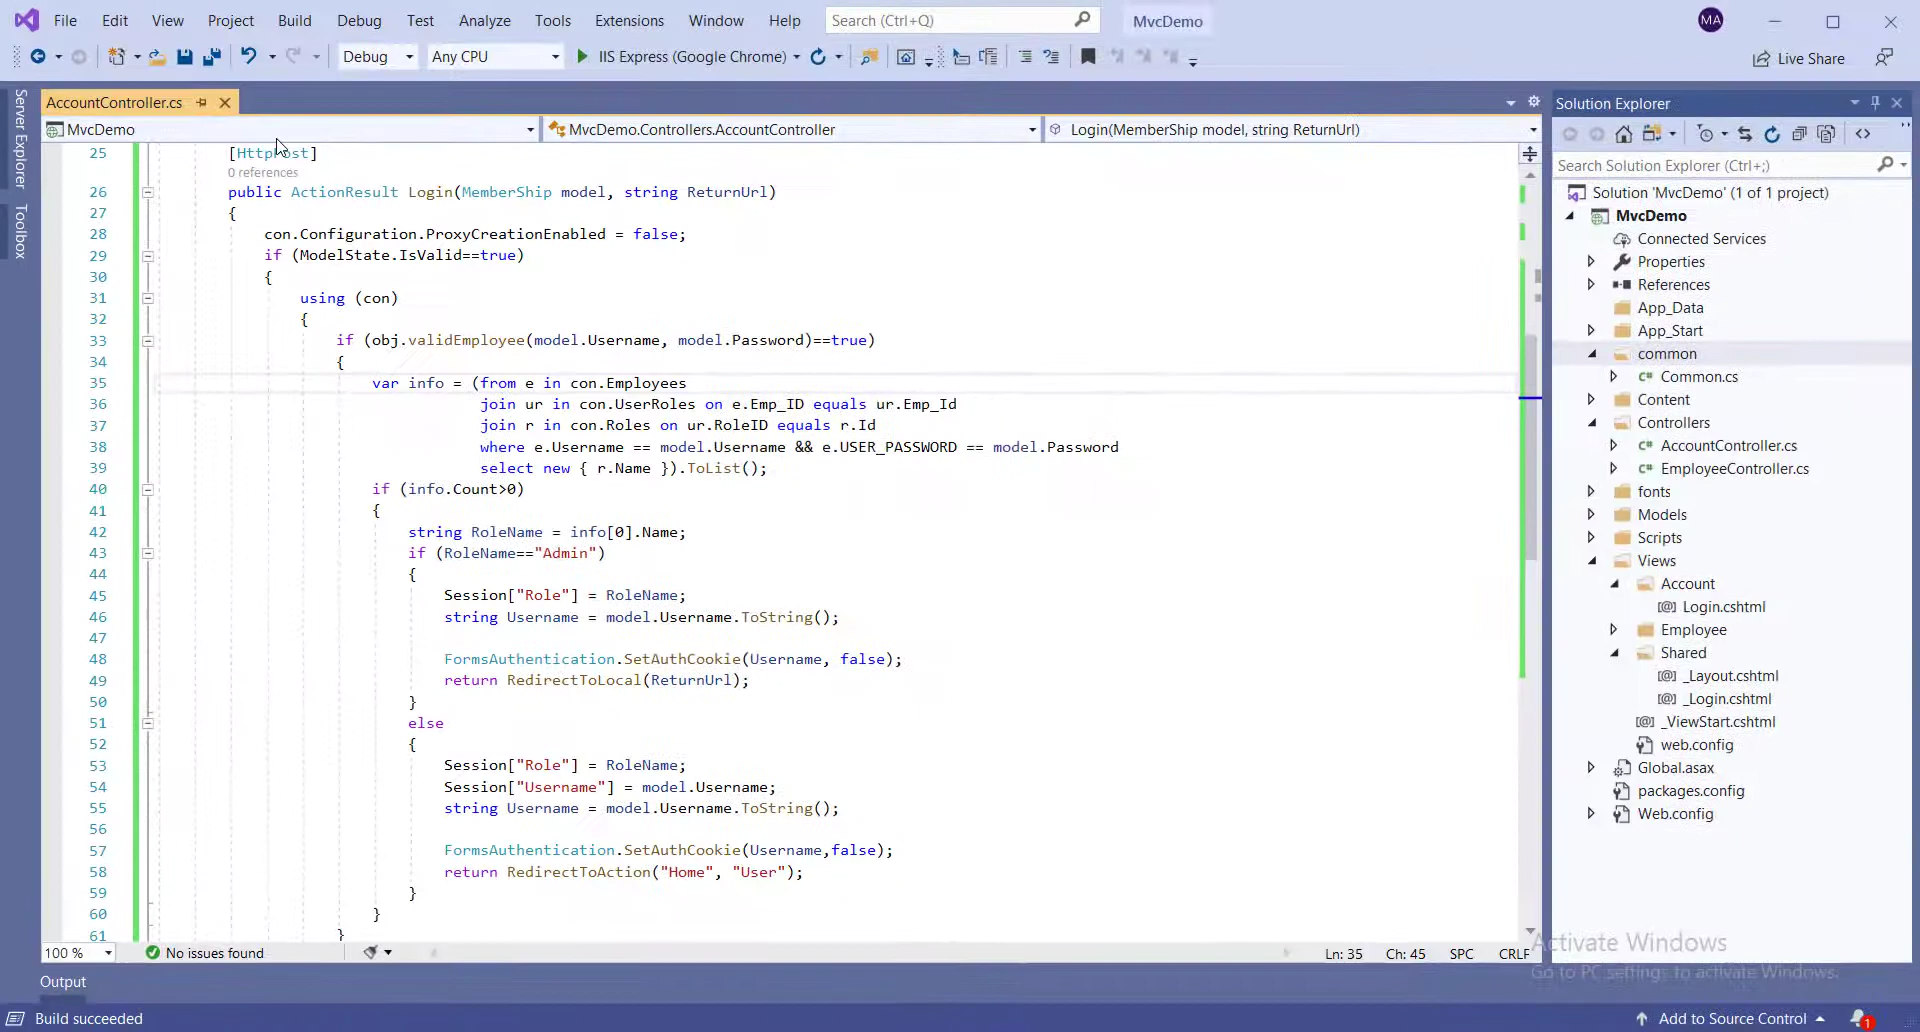 File Edit View Project Build Debug Test Analyze Tools Extensions Window Help Search (Ctrl+Q) MvcDemo MA
Debug Any CPU IIS Express (Google Chrome) Live Share
Server Explorer
Toolbox
AccountController.cs
MvcDemo MvcDemo.Controllers.AccountController Login(MemberShip model, string ReturnUrl)
25 [HttpPost]
0 references
26 public ActionResult Login(MemberShip model, string ReturnUrl)
27 {
28 con.Configuration.ProxyCreationEnabled = false;
29 if (ModelState.IsValid==true)
30 {
31 using (con)
32 {
33 if (obj.validEmployee(model.Username, model.Password)==true)
34 {
35 var info = (from e in con.Employees
36 join ur in con.UserRoles on e.Emp_ID equals ur.Emp_Id
37 join r in con.Roles on ur.RoleID equals r.Id
38 where e.Username == model.Username && e.USER_PASSWORD == model.Password
39 select new { r.Name }).ToList();
40 if (info.Count>0)
41 {
42 string RoleName = info[0].Name;
43 if (RoleName=="Admin")
44 {
45 Session["Role"] = RoleName;
46 string Username = model.Username.ToString();
47
48 FormsAuthentication.SetAuthCookie(Username, false);
49 return RedirectToLocal(ReturnUrl);
50 }
51 else
52 {
53 Session["Role"] = RoleName;
54 Session["Username"] = model.Username;
55 string Username = model.Username.ToString();
56
57 FormsAuthentication.SetAuthCookie(Username,false);
58 return RedirectToAction("Home", "User");
59 }
60 }
61 }
100 % No issues found Ln: 35 Ch: 45 SPC CRLF
Output
Build succeeded
Solution Explorer
Search Solution Explorer (Ctrl+;)
Solution 'MvcDemo' (1 of 1 project)
MvcDemo
Connected Services
Properties
References
App_Data
App_Start
common
C# Common.cs
Content
Controllers
C# AccountController.cs
C# EmployeeController.cs
fonts
Models
Scripts
Views
Account
[@] Login.cshtml
Employee
Shared
[@] _Layout.cshtml
[@] _Login.cshtml
[@] _ViewStart.cshtml
web.config
Global.asax
packages.config
Web.config
Activate Windows
Go to PC settings to activate Windows.
Add to Source Control 1